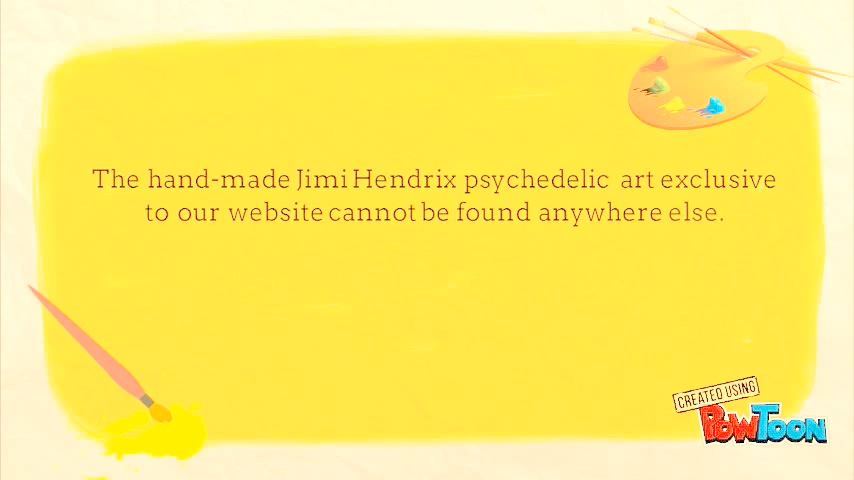 The hand-made Jimi Hendrix psychedelic art exclusive
to our website cannot be found anywhere else.
CREATED USING
POWTOON